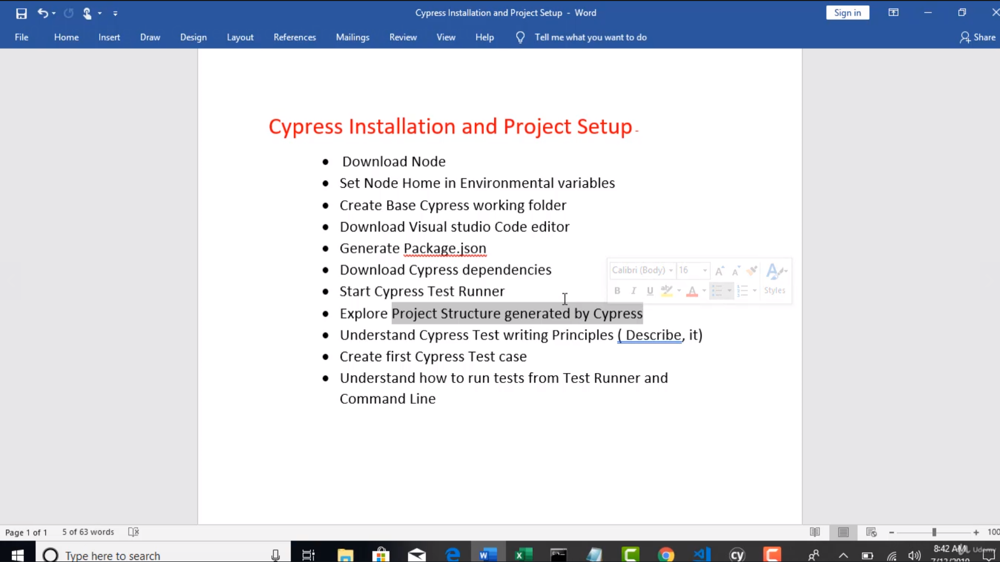 Cypress Installation and Project Setup - Word
Sign in
File Home Insert Draw Design Layout References Mailings Review View Help Tell me what you want to do Share
Cypress Installation and Project Setup -
• Download Node
• Set Node Home in Environmental variables
• Create Base Cypress working folder
• Download Visual studio Code editor
• Generate Package.json
• Download Cypress dependencies
Calibri (Body) 16
• Start Cypress Test Runner
B I U aby A Styles
• Explore Project Structure generated by Cypress
• Understand Cypress Test writing Principles ( Describe, it)
• Create first Cypress Test case
• Understand how to run tests from Test Runner and
Command Line
Page 1 of 1 5 of 63 words 100
Type here to search
8:42 AM
Udemy